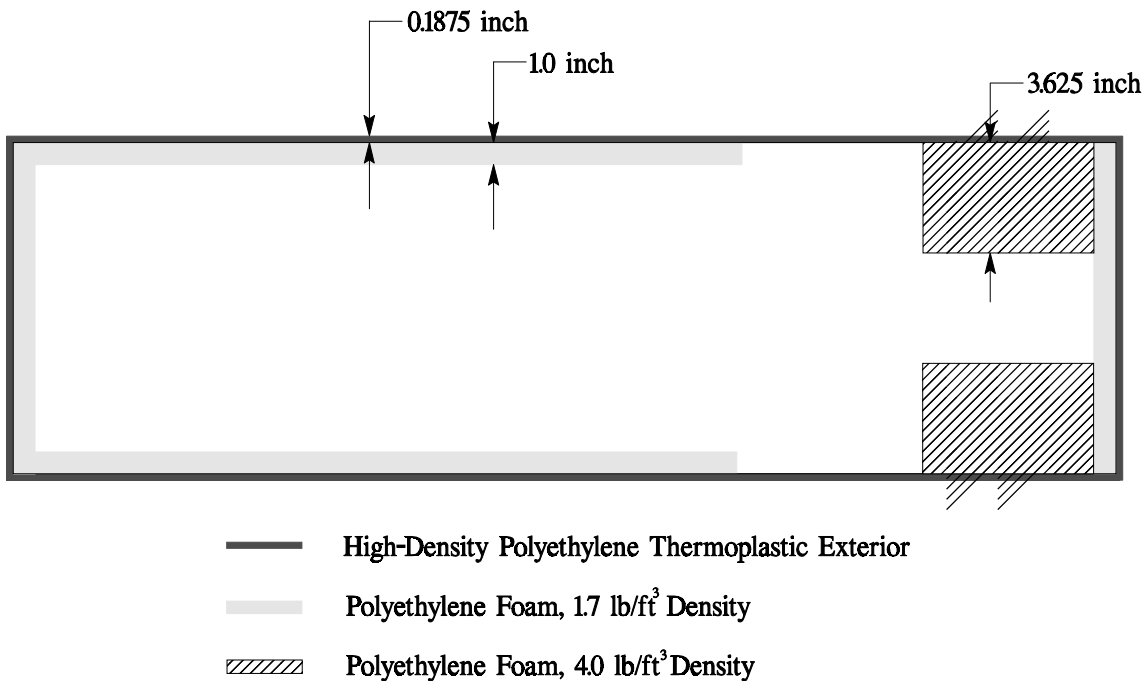 0.1875 inch
1.0 inch
3.625 inch
High-Density Polyethylene Thermoplastic Exterior
Polyethylene Foam, 1.7 lb/ft³ Density
Polyethylene Foam, 4.0 lb/ft³ Density